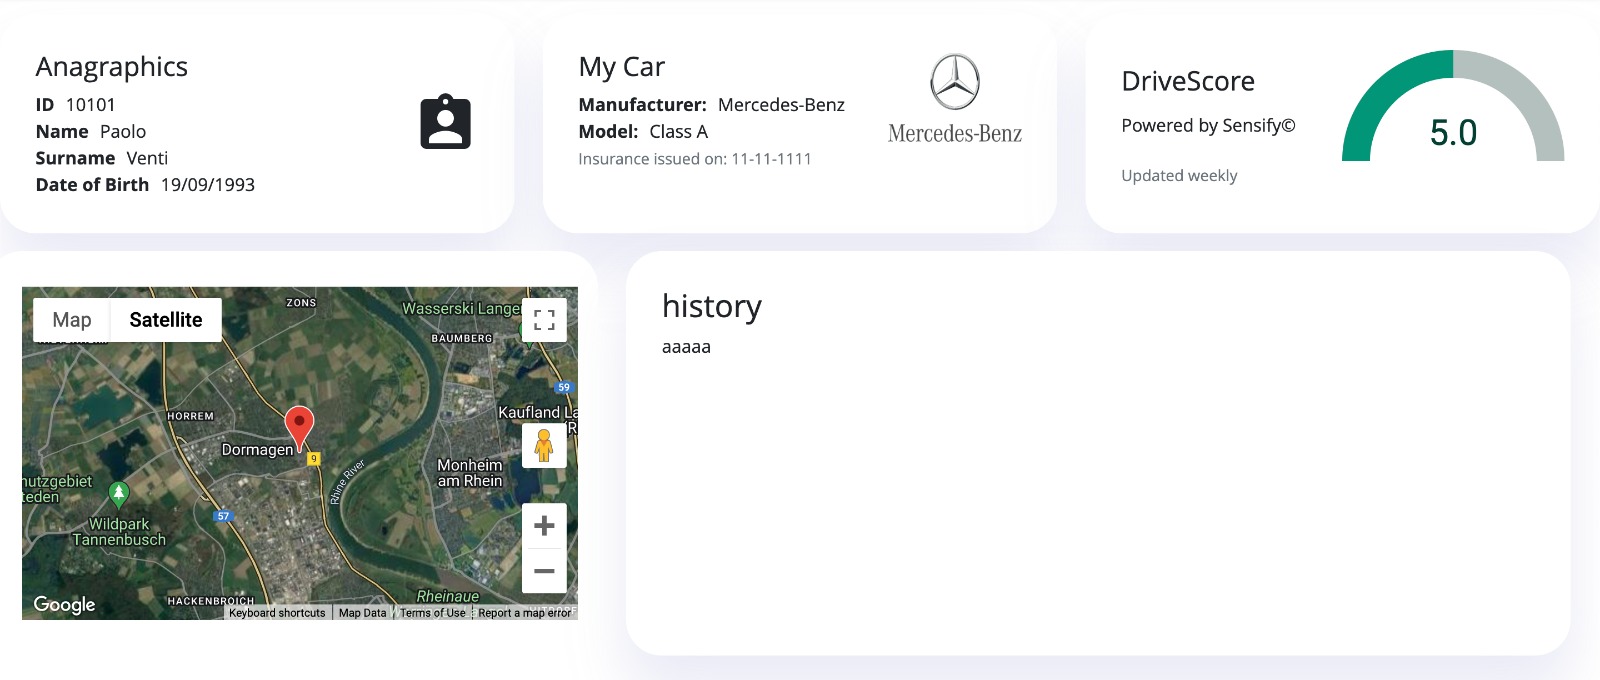 Anagraphics
ID 10101
Name Paolo
Surname Venti
Date of Birth 19/09/1993
My Car
Manufacturer: Mercedes-Benz
Model: Class A
Insurance issued on: 11-11-1111
Mercedes-Benz
DriveScore
Powered by Sensify©
Updated weekly
5.0
Map
Satellite
ZONS
Wasserski Langen
BAUMBERG
59
HORREM
Kaufland La
(R
Dormagen
9
Monheim
am Rhein
Rhine River
nutzgebiet
teden
57
Wildpark
Tannenbusch
Rheinaue
HACKENBROICH
Google
Keyboard shortcuts
Map Data
Terms of Use
Report a map error
history
aaaaa